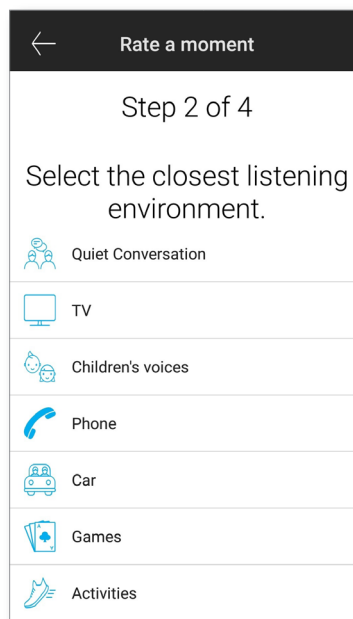 Rate a moment
Step 2 of 4
Select the closest listening
environment.
Quiet Conversation
TV
Children's voices
Phone
Car
Games
Activities